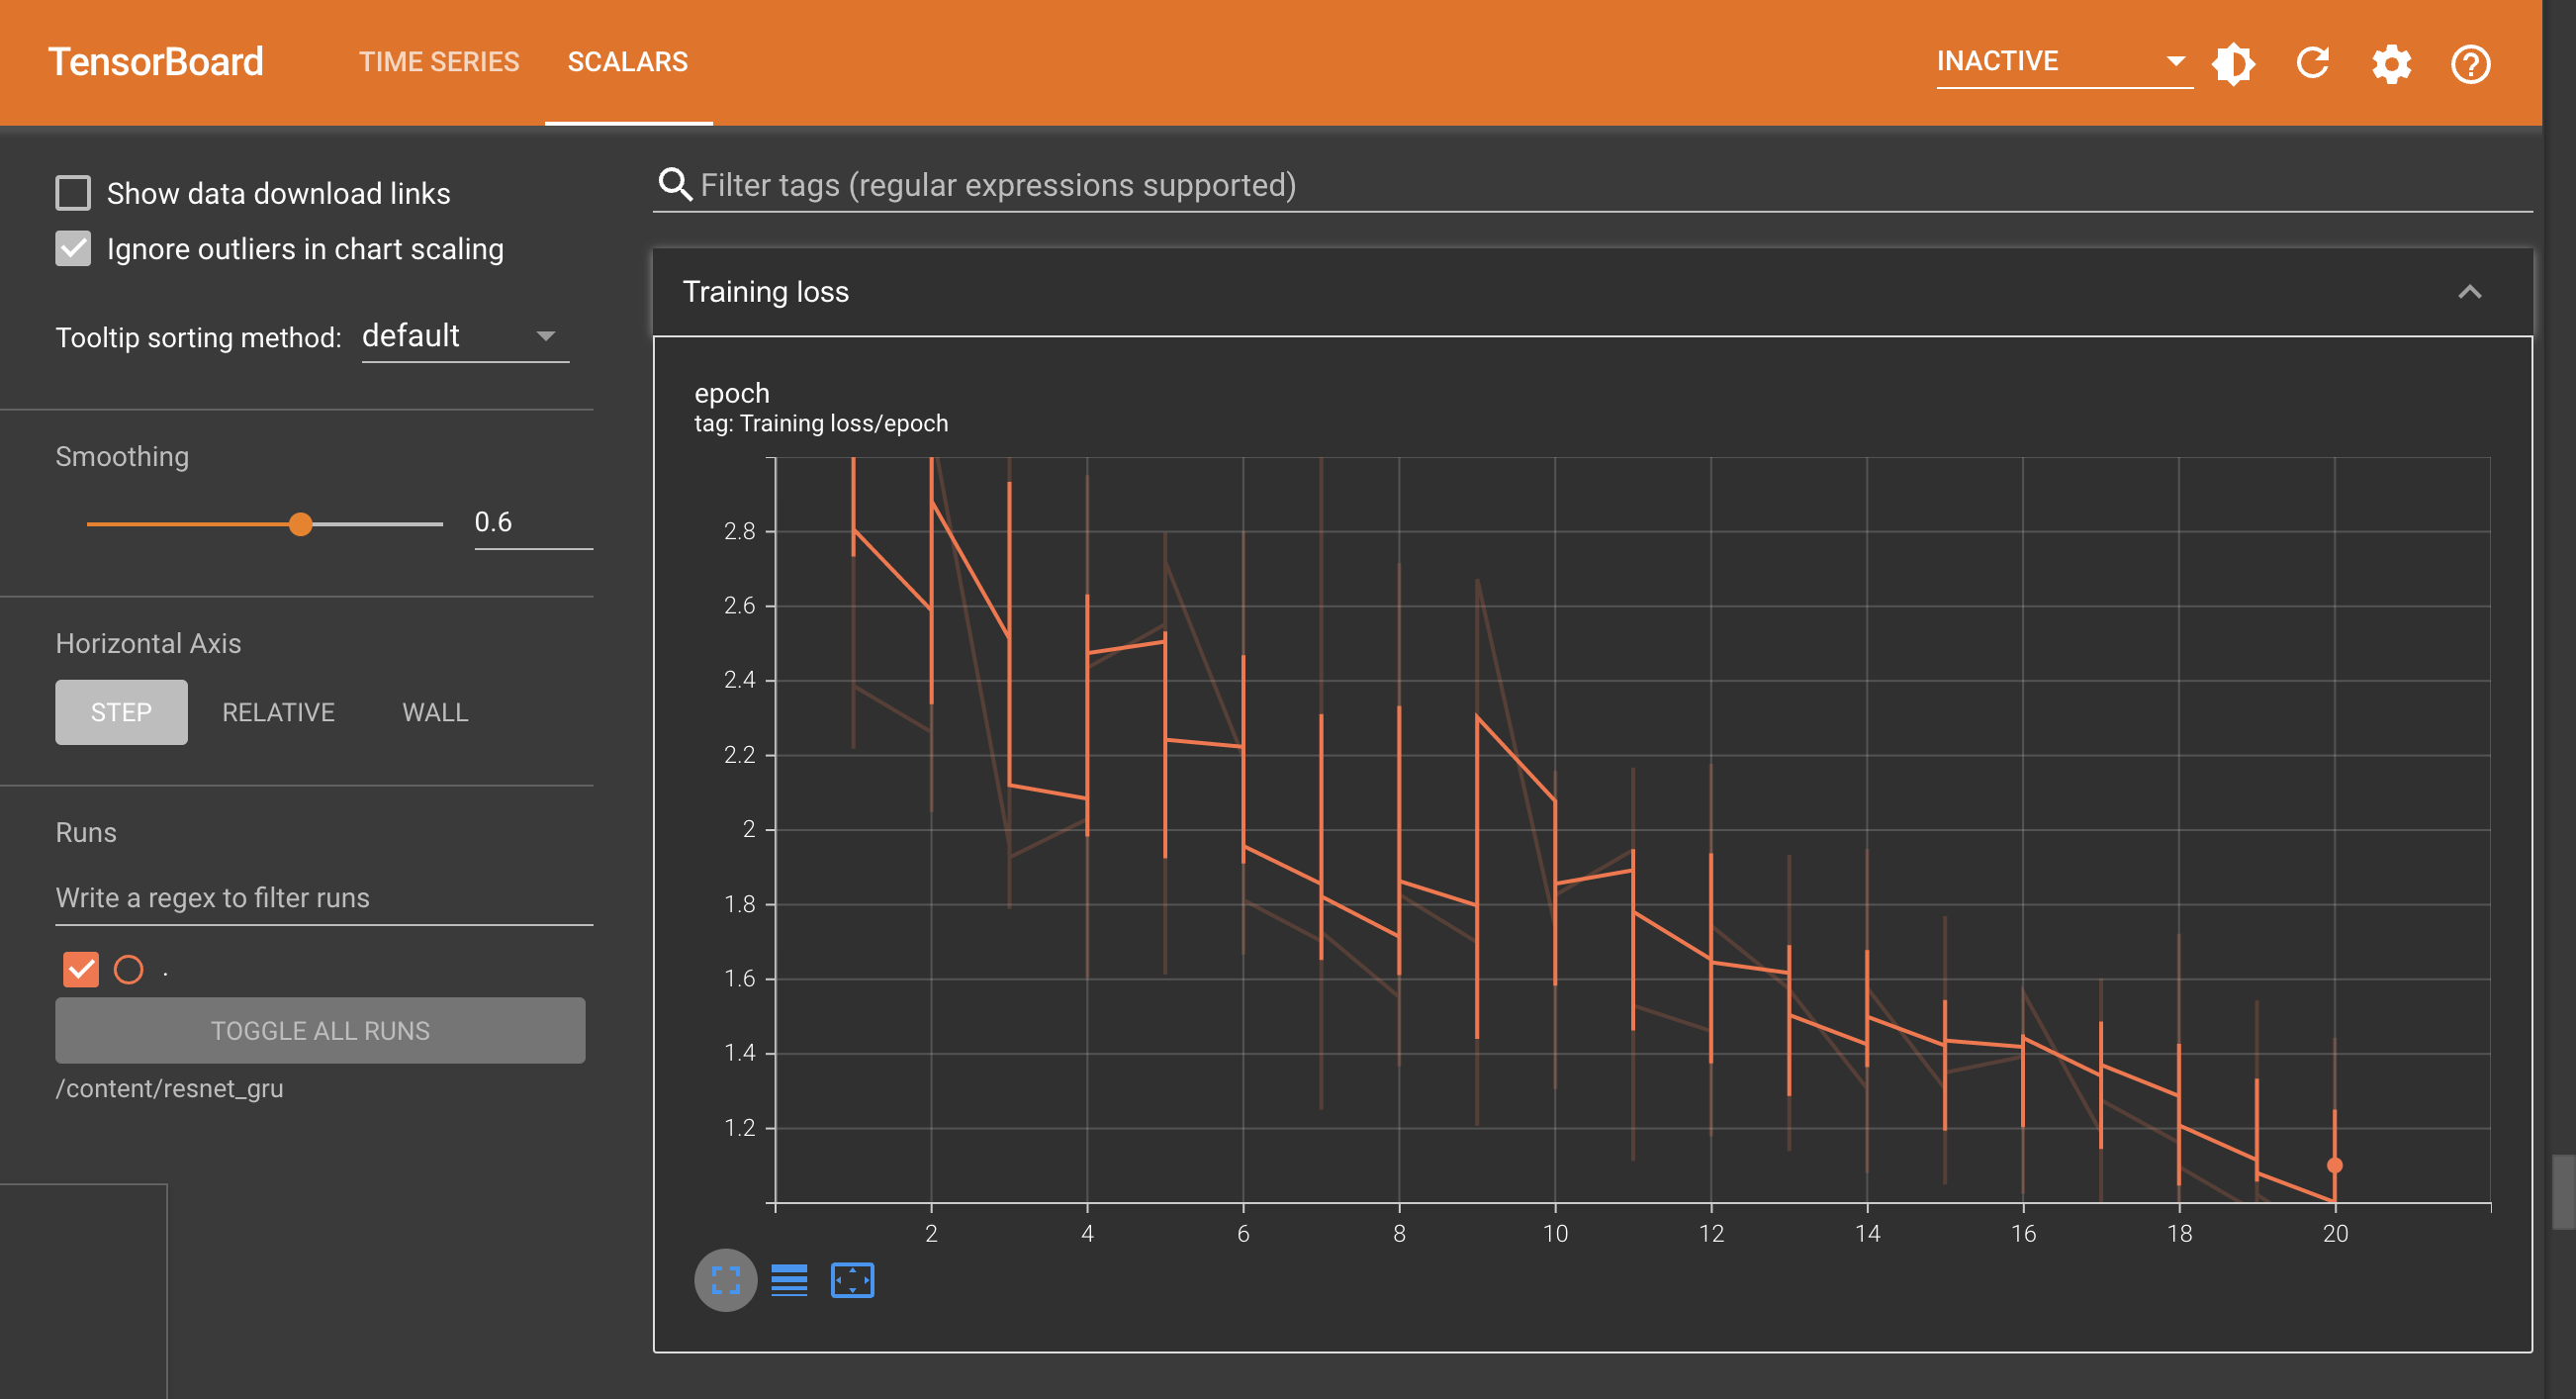 TensorBoard TIME SERIES SCALARS INACTIVE
Show data download links
Ignore outliers in chart scaling
Tooltip sorting method: default
Smoothing
0.6
Horizontal Axis
STEP RELATIVE WALL
Runs
Write a regex to filter runs
.
TOGGLE ALL RUNS
/content/resnet_gru
Filter tags (regular expressions supported)
Training loss
epoch
tag: Training loss/epoch
2.8
2.6
2.4
2.2
2
1.8
1.6
1.4
1.2
2 4 6 8 10 12 14 16 18 20